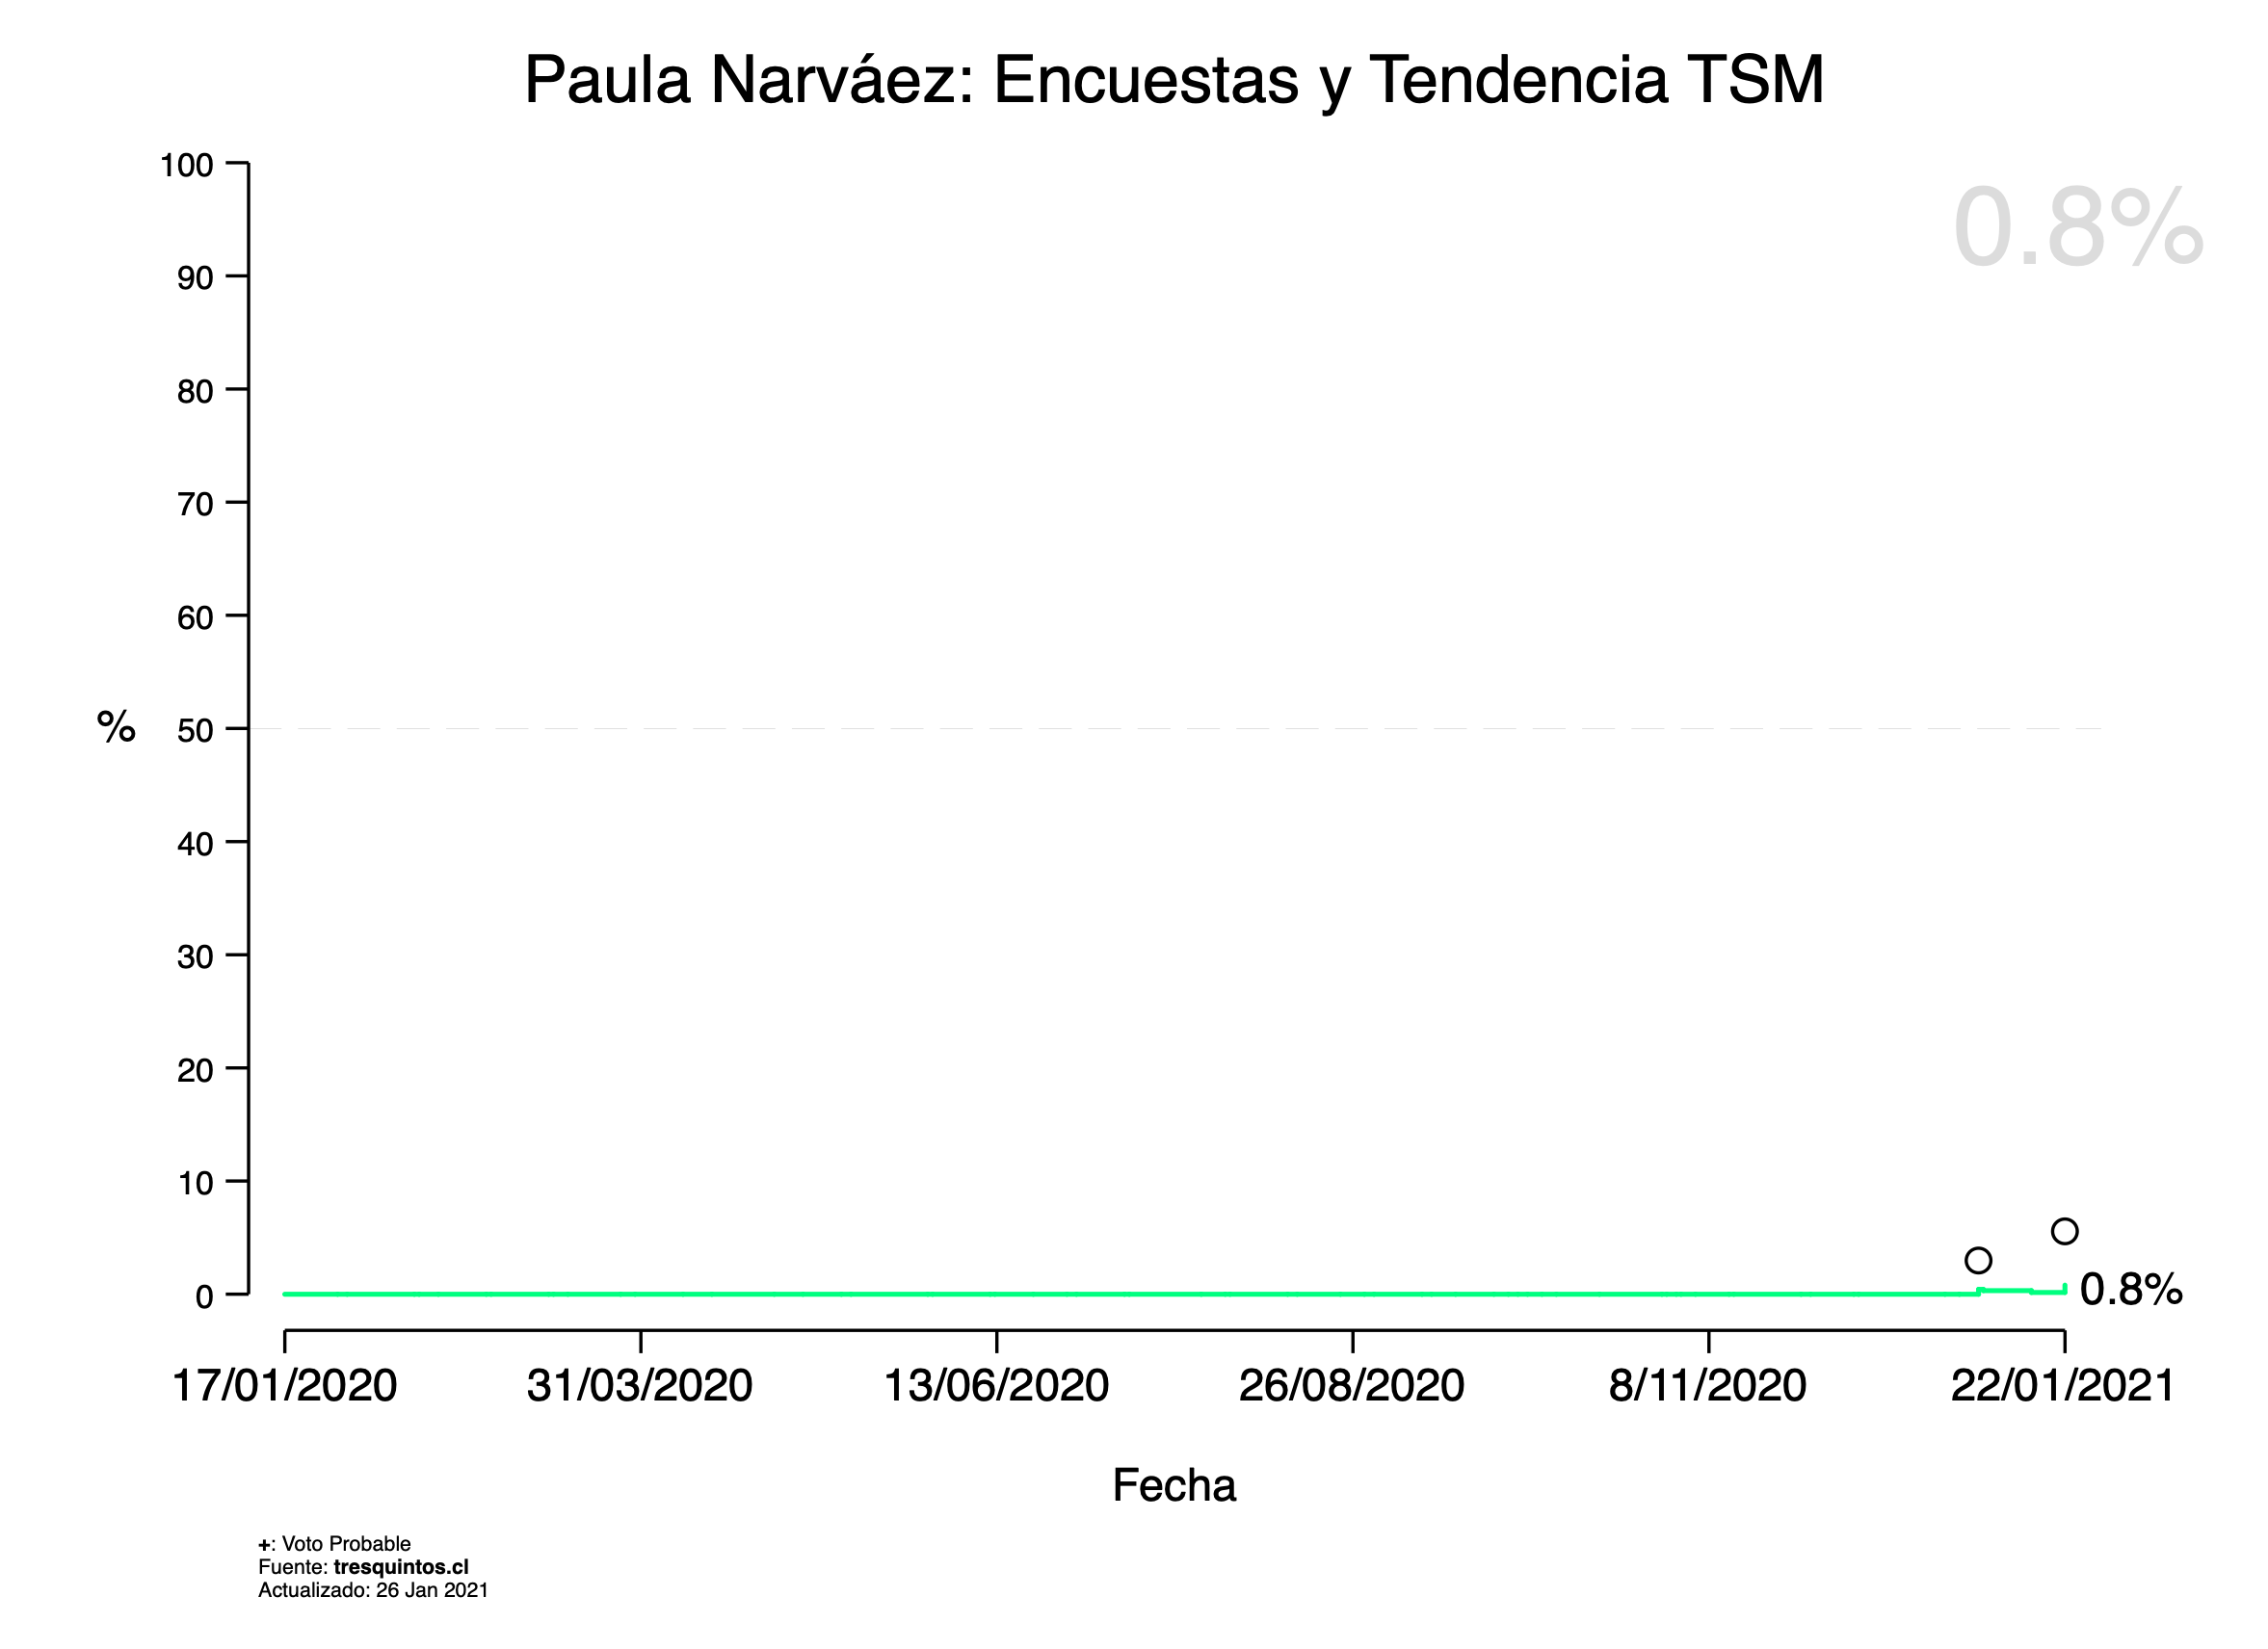 Paula Narváez: Encuestas y Tendencia TSM
0.8%
100
90
80
70
60
% 50
40
30
20
10
0
0.8%
17/01/2020 31/03/2020 13/06/2020 26/08/2020 8/11/2020 22/01/2021
Fecha
+: Voto Probable
Fuente: tresquintos.cl
Actualizado: 26 Jan 2021